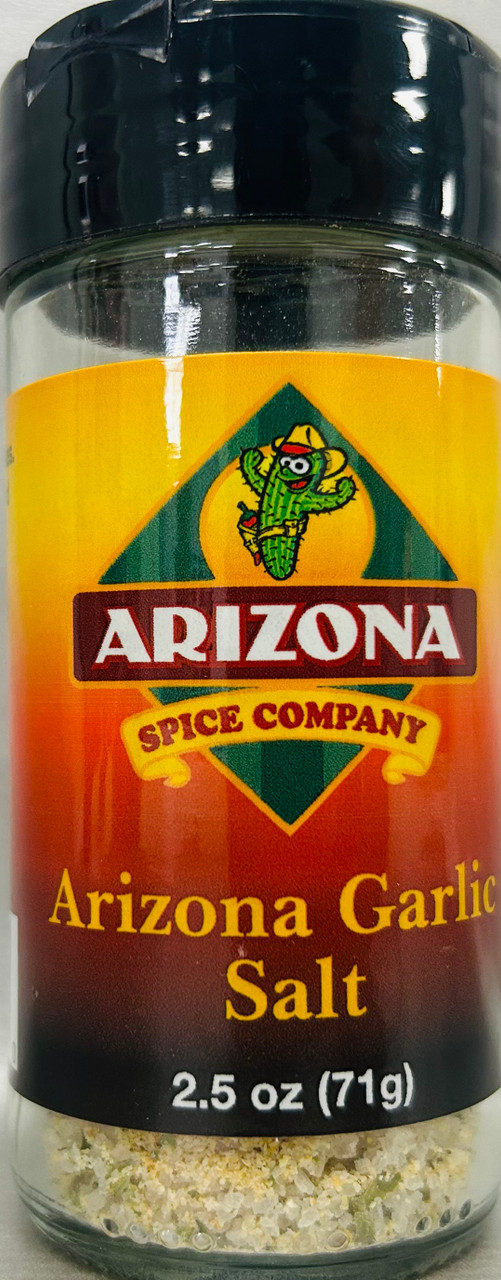 ARIZONA
SPICE COMPANY
Arizona Garlic
Salt
2.5 oz (71g)